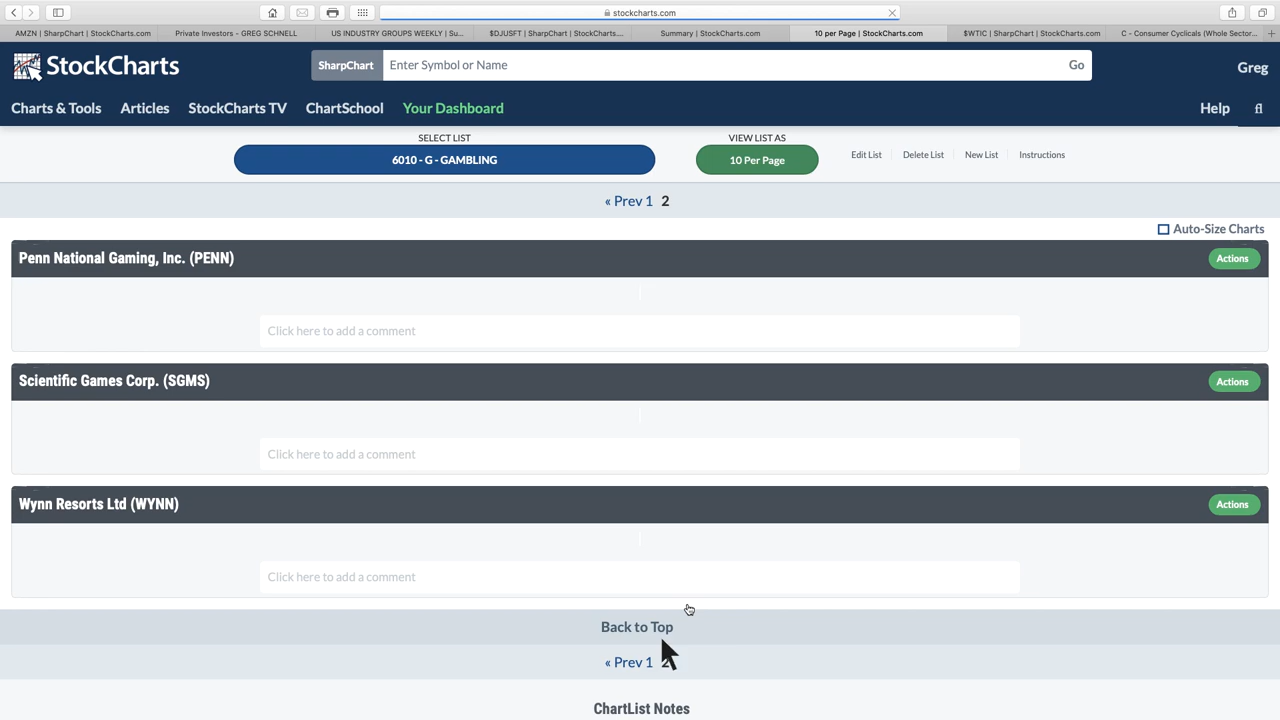 stockcharts.com
AMZN | SharpChart | StockCharts.com
Private Investors - GREG SCHNELL
US INDUSTRY GROUPS WEEKLY | Su...
$DJUSFT | SharpChart | StockCharts....
Summary | StockCharts.com
10 per Page | StockCharts.com
$WTIC | SharpChart | StockCharts.com
C - Consumer Cyclicals (Whole Sector...
StockCharts
SharpChart
Enter Symbol or Name
Go
Greg
Charts & Tools
Articles
StockCharts TV
ChartSchool
Your Dashboard
Help
SELECT LIST
6010 - G - GAMBLING
VIEW LIST AS
10 Per Page
Edit List
Delete List
New List
Instructions
« Prev 1 2
Auto-Size Charts
Penn National Gaming, Inc. (PENN)
Actions
Click here to add a comment
Scientific Games Corp. (SGMS)
Actions
Click here to add a comment
Wynn Resorts Ltd (WYNN)
Actions
Click here to add a comment
Back to Top
« Prev 1 2
ChartList Notes